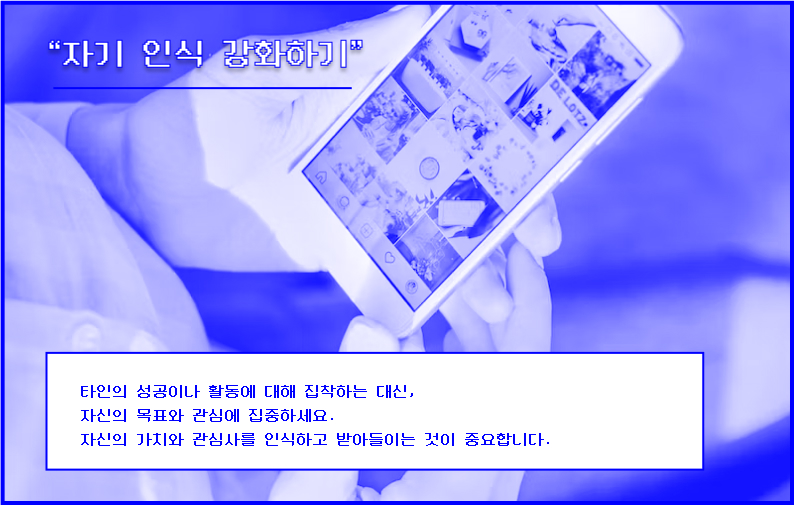 “자기 인식 강화하기”
DE LOTZ
타인의 성공이나 활동에 대해 집착하는 대신,
자신의 목표와 관심에 집중하세요.
자신의 가치와 관심사를 인식하고 받아들이는 것이 중요합니다.